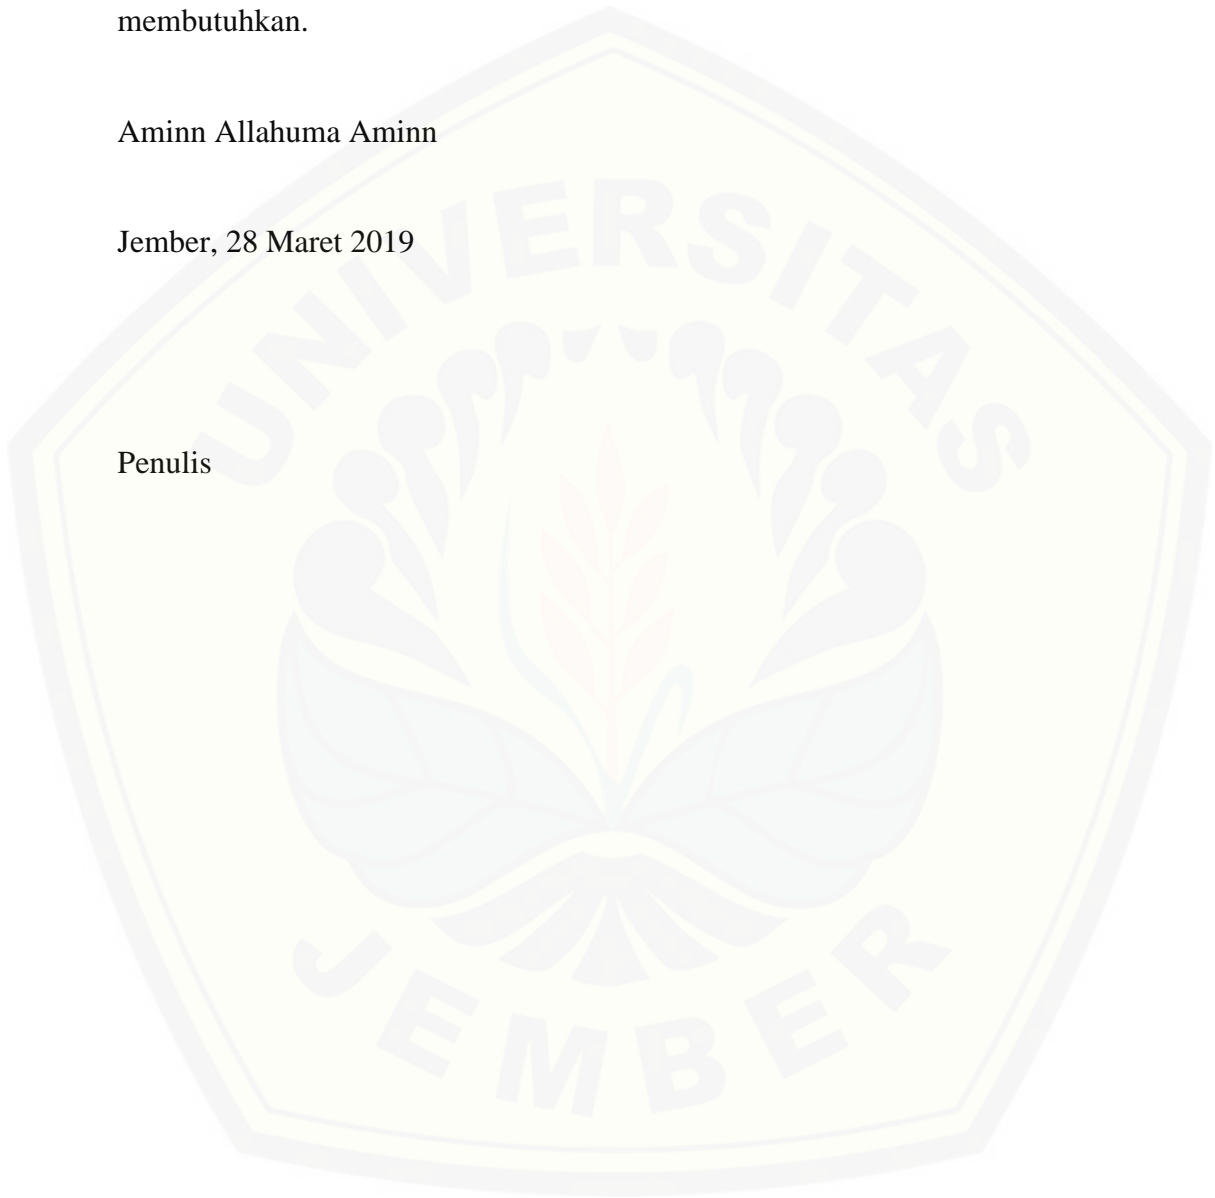 membutuhkan.
Aminn Allahuma Aminn
Jember, 28 Maret 2019
UNIVERSITAS
Penulis
JEMBER